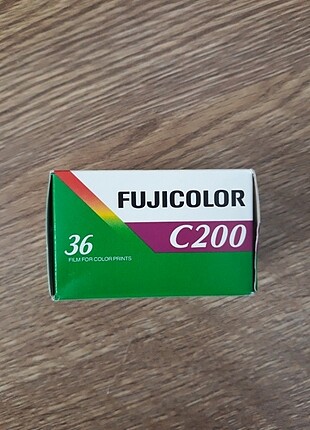 FUJICOLOR
C200
36
FILM FOR COLOR PRINTS